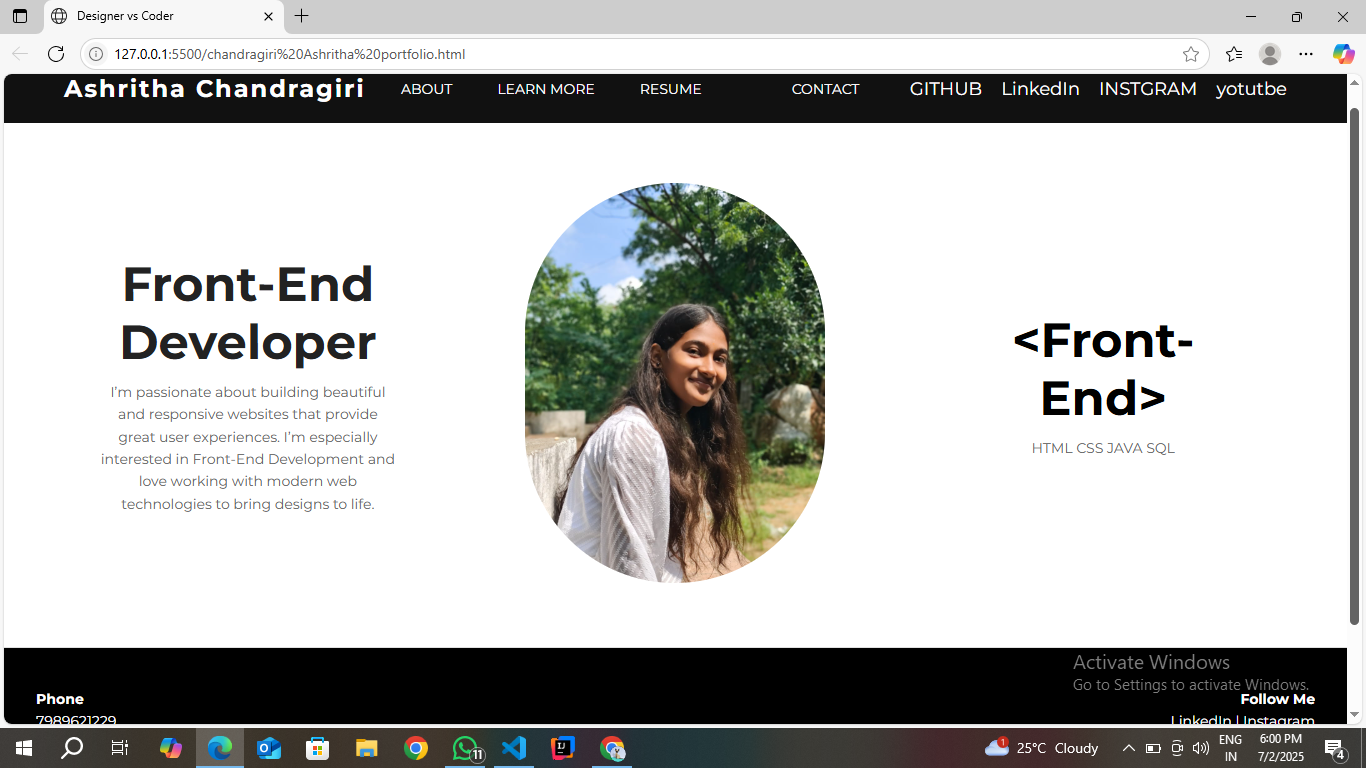 Designer vs Coder
127.0.0.1:5500/chandragiri%20Ashritha%20portfolio.html
Ashritha Chandragiri ABOUT LEARN MORE RESUME CONTACT GITHUB LinkedIn INSTGRAM yotutbe
Front-End
Developer
I'm passionate about building beautiful
and responsive websites that provide
great user experiences. I'm especially
interested in Front-End Development and
love working with modern web
technologies to bring designs to life.
<Front-
End>
HTML CSS JAVA SQL
Activate Windows
Go to Settings to activate Windows.
Phone
7989621229
Follow Me
LinkedIn | Instagram
11
1
25°C Cloudy
ENG
IN
6:00 PM
7/2/2025
4